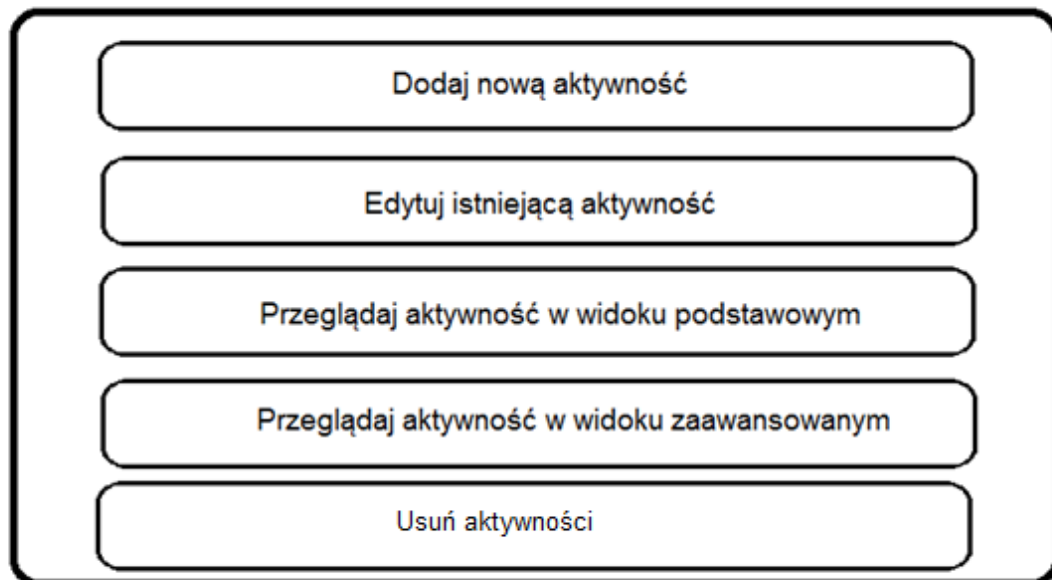 Dodaj nową aktywność
Edytuj istniejącą aktywność
Przeglądaj aktywność w widoku podstawowym
Przeglądaj aktywność w widoku zaawansowanym
Usuń aktywności